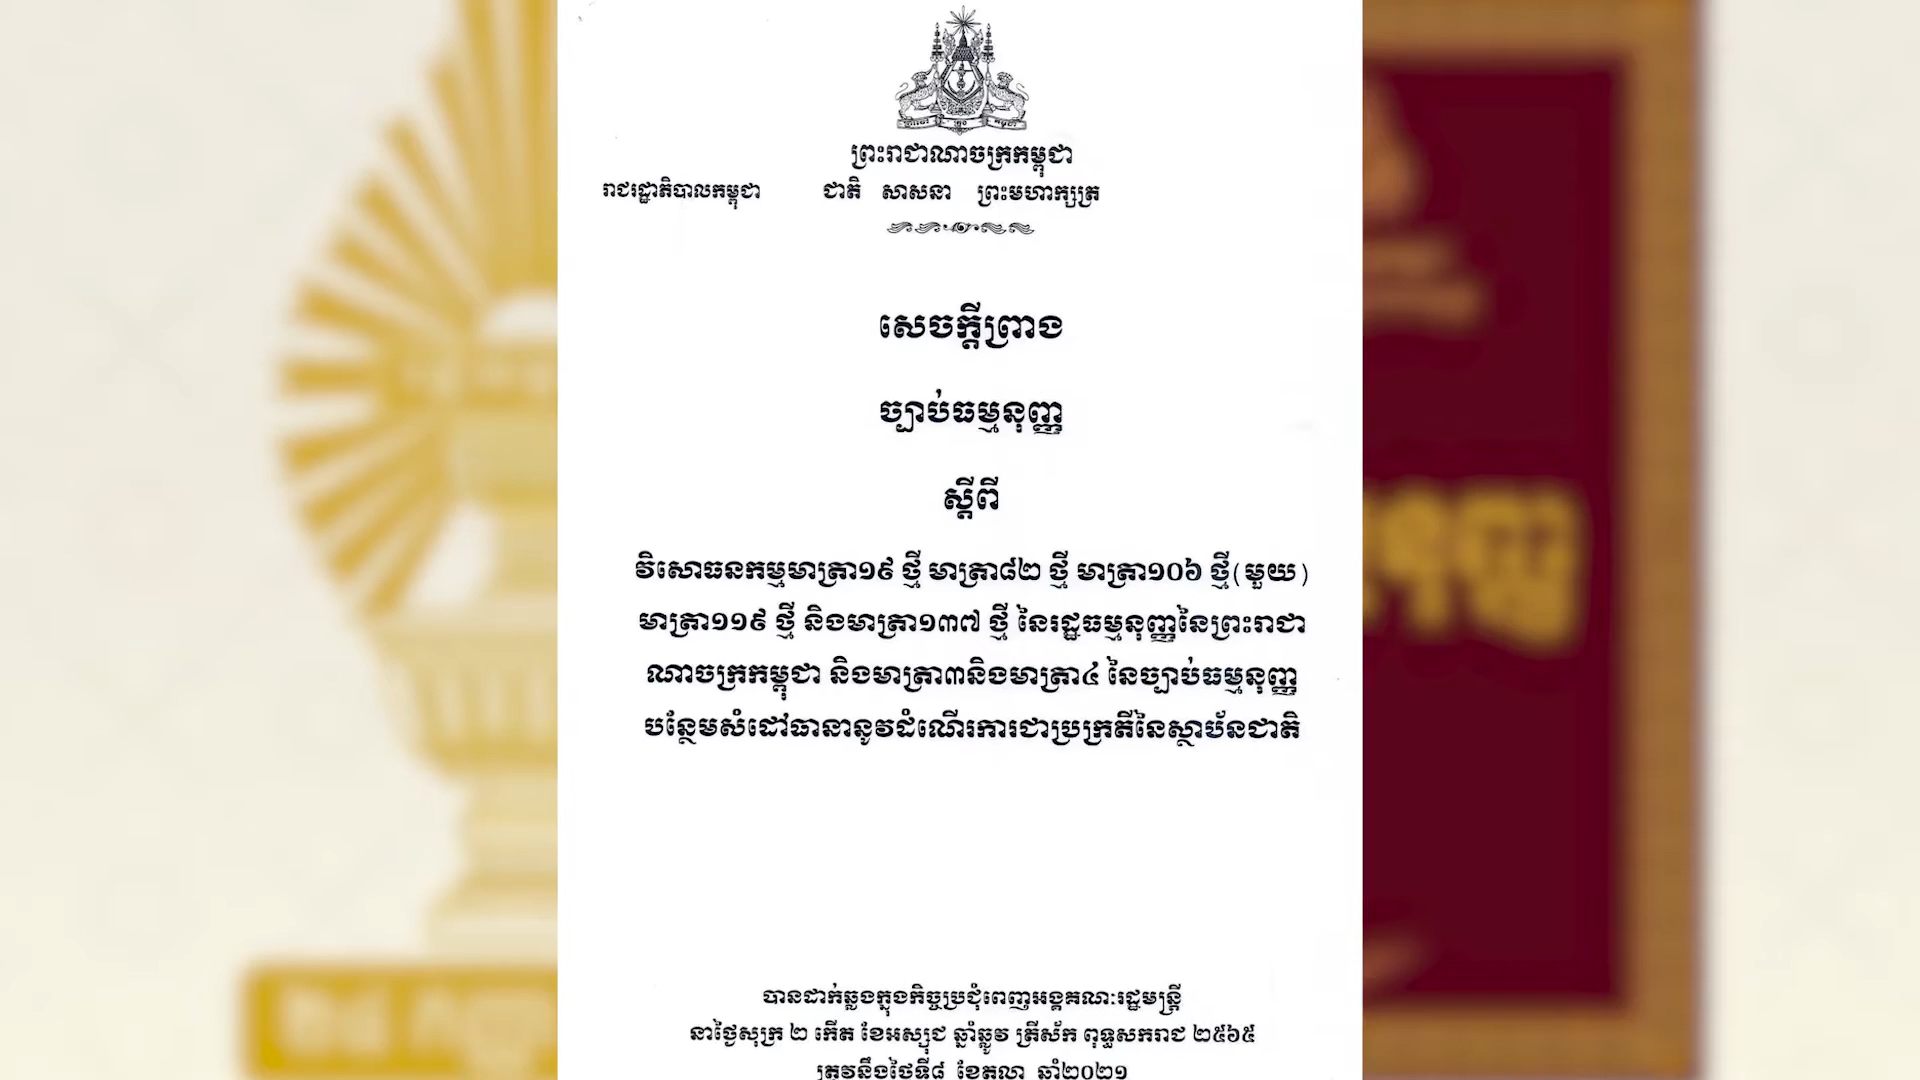 ព្រះរាជាណាចក្រកម្ពុជា
រាជរដ្ឋាភិបាលកម្ពុជា ជាតិ សាសនា ព្រះមហាក្សត្រ
សេចក្តីព្រាង
ច្បាប់ធម្មនុញ្ញ
ស្តីពី
វិសោធនកម្មមាត្រា១៩ ថ្មី មាត្រា៨២ ថ្មី មាត្រា១០៦ ថ្មី(មួយ)
មាត្រា១១៩ ថ្មី និងមាត្រា១៣៧ ថ្មី នៃរដ្ឋធម្មនុញ្ញនៃព្រះរាជា
ណាចក្រកម្ពុជា និងមាត្រា៣និងមាត្រា៤ នៃច្បាប់ធម្មនុញ្ញ
បន្ថែមសំដៅធានានូវដំណើរការជាប្រក្រតីនៃស្ថាប័នជាតិ
បានដាក់ឆ្លងក្នុងកិច្ចប្រជុំពេញអង្គគណៈរដ្ឋមន្ត្រី
នាថ្ងៃសុក្រ ២ កើត ខែអស្សុជ ឆ្នាំឆ្លូវ ត្រីស័ក ពុទ្ធសករាជ ២៥៦៥
ត្រូវនឹងថ្ងៃទី៨ ខែតុលា ឆ្នាំ២០២១